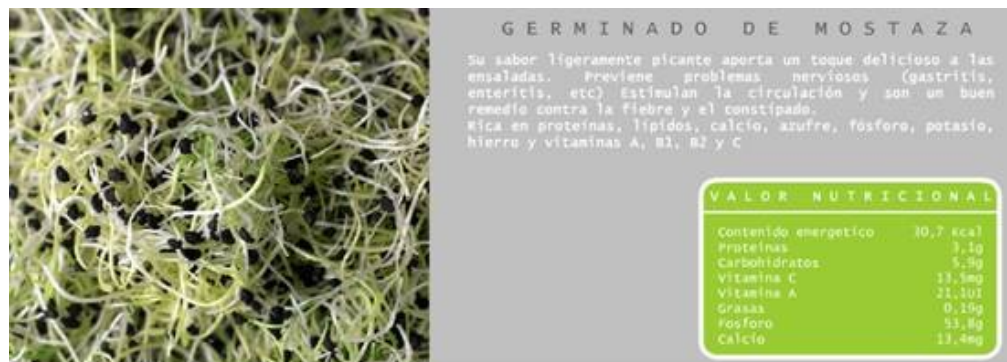 GERMINADO DE MOSTAZA
Su sabor ligeramente picante aporta un toque delicioso a las
ensaladas. Previene problemas nerviosos (gastritis,
enteritis, etc) Estimulan la circulación y son un buen
remedio contra la fiebre y el constipado.
Rica en proteinas, lipidos, calcio, azufre, fósforo, potasio,
hierro y vitaminas A, B1, B2 y C
VALOR NUTRICIONAL
Contenido energetico 30,7 Kcal
Proteinas 3,1g
Carbohidratos 5,9g
Vitamina C 13,5mg
Vitamina A 21,1UI
Grasas 0,19g
Fosforo 53,8g
Calcio 13,4mg